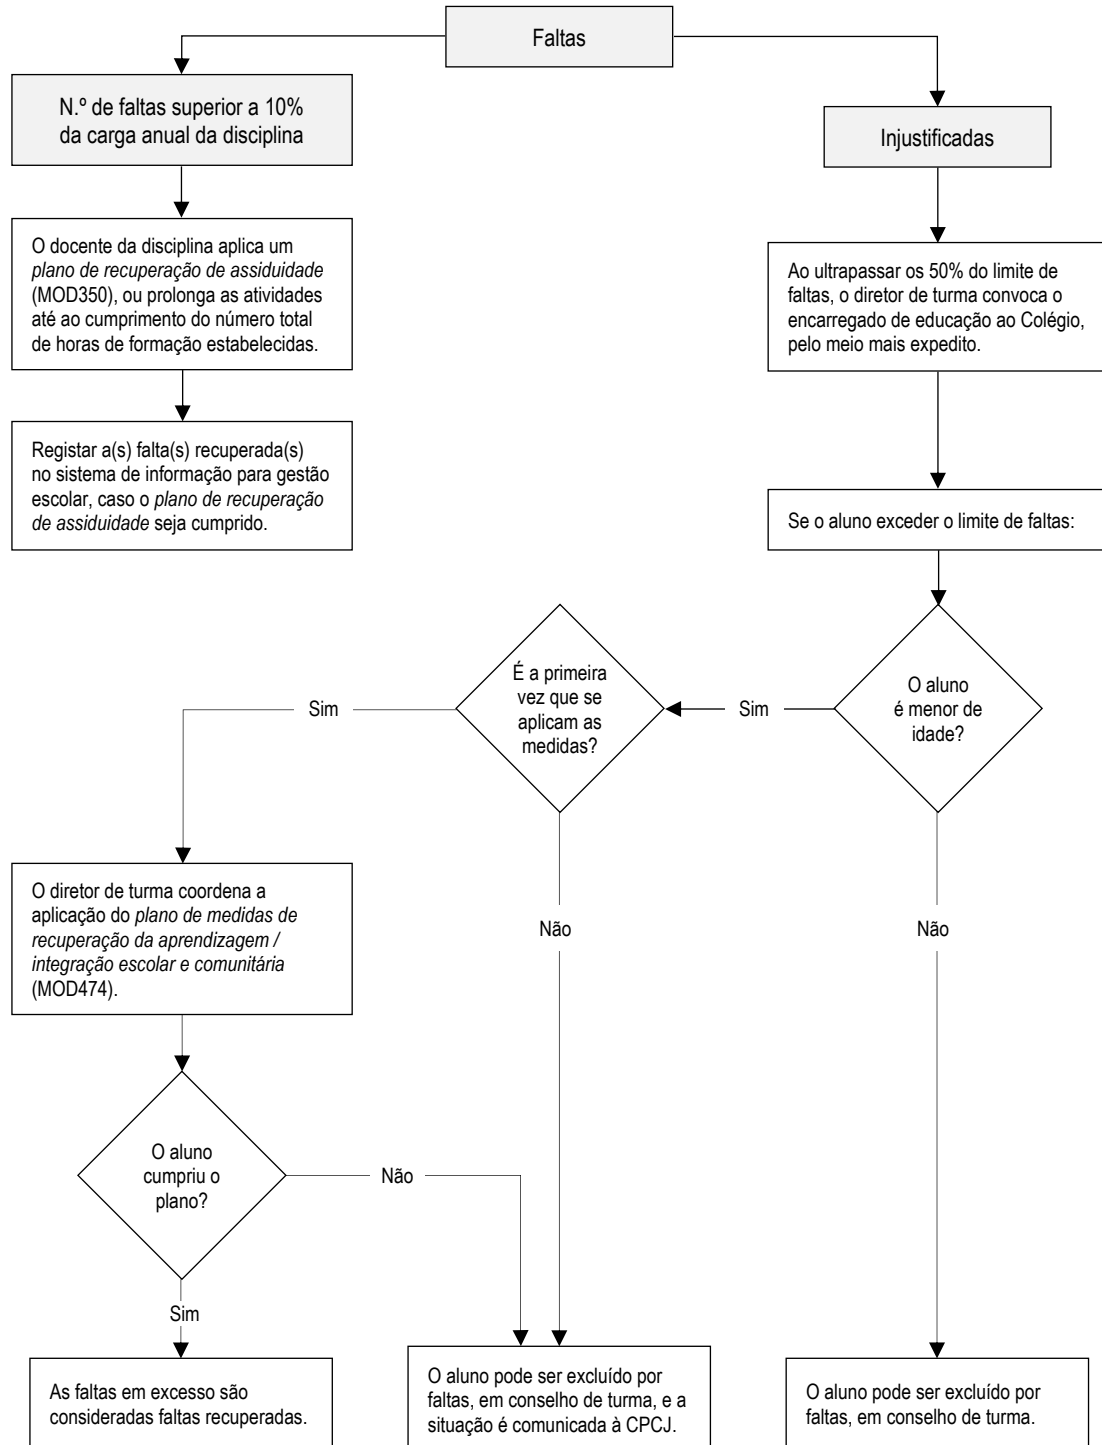 Faltas
N.º de faltas superior a 10%
da carga anual da disciplina
Injustificadas
O docente da disciplina aplica um
plano de recuperação de assiduidade
(MOD350), ou prolonga as atividades
até ao cumprimento do número total
de horas de formação estabelecidas.
Ao ultrapassar os 50% do limite de
faltas, o diretor de turma convoca o
encarregado de educação ao Colégio,
pelo meio mais expedito.
Registar a(s) falta(s) recuperada(s)
no sistema de informação para gestão
escolar, caso o plano de recuperação
de assiduidade seja cumprido.
Se o aluno exceder o limite de faltas:
O aluno
é menor de
idade?
Sim
É a primeira
vez que se
aplicam as
medidas?
Sim
O diretor de turma coordena a
aplicação do plano de medidas de
recuperação da aprendizagem /
integração escolar e comunitária
(MOD474).
Não
Não
O aluno
cumpriu o
plano?
Não
Sim
As faltas em excesso são
consideradas faltas recuperadas.
O aluno pode ser excluído por
faltas, em conselho de turma, e a
situação é comunicada à CPCJ.
O aluno pode ser excluído por
faltas, em conselho de turma.